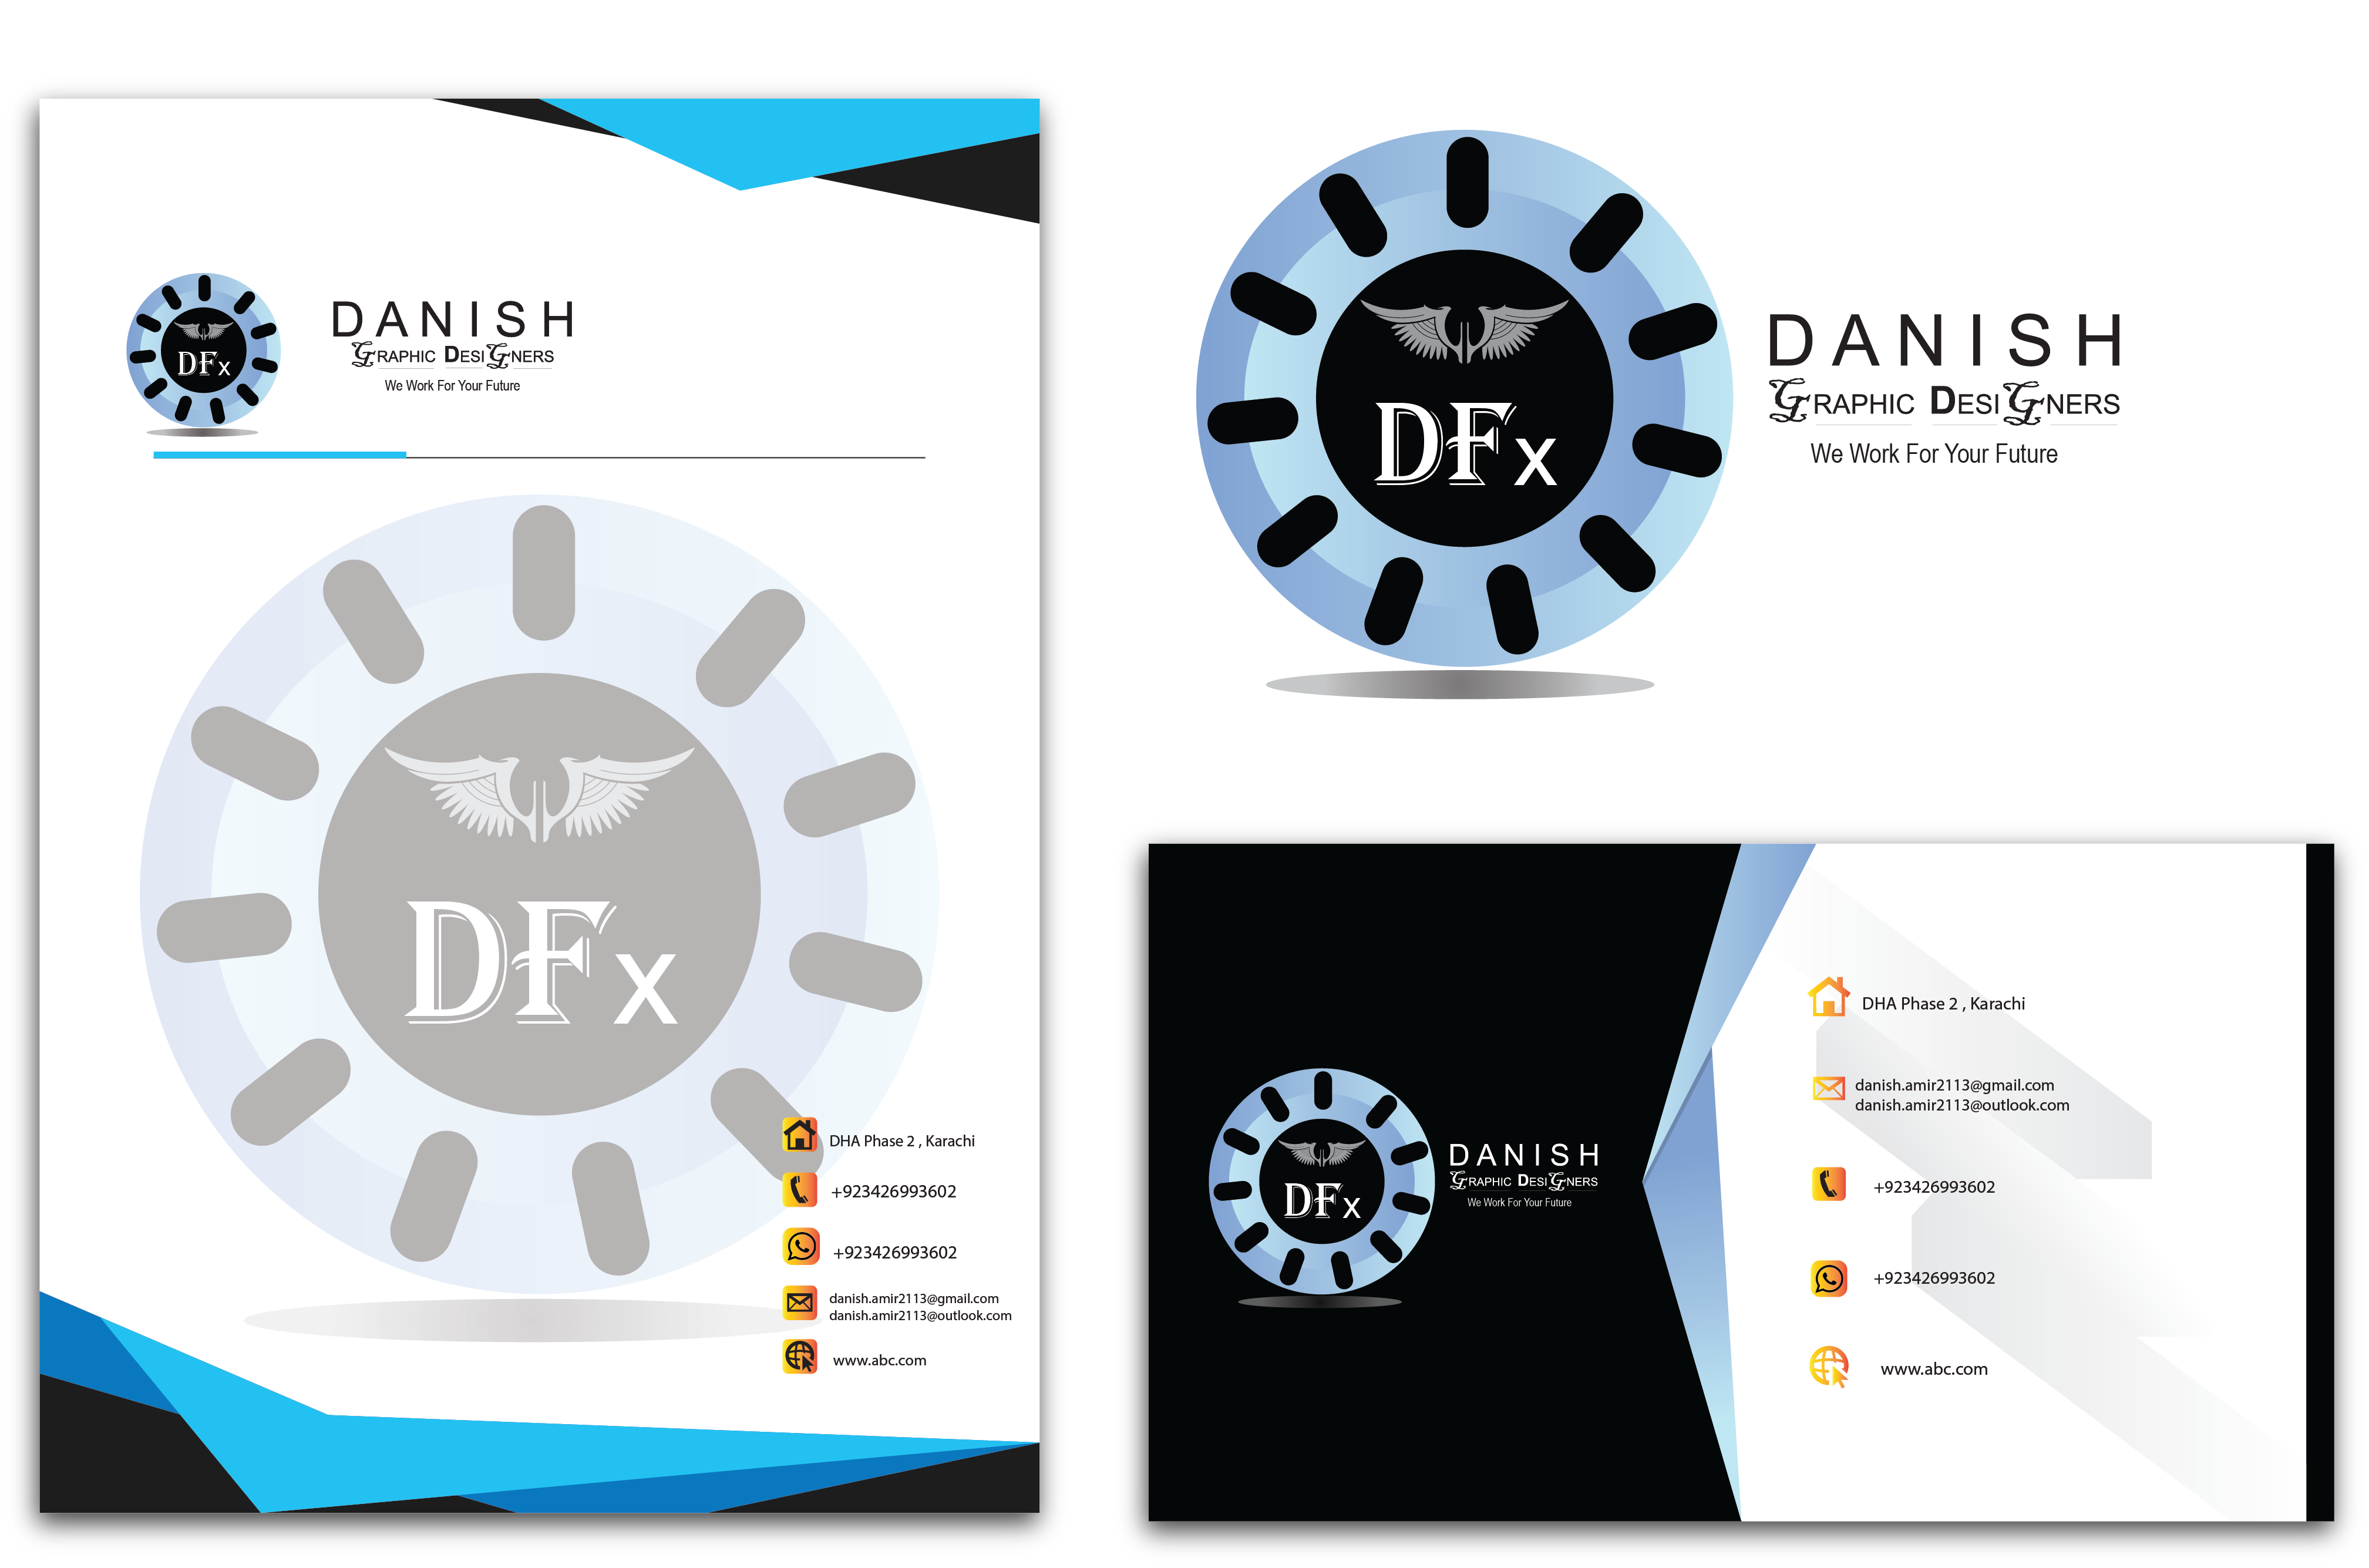 DFx
DANISH
GRAPHIC DESIGNERS
We Work For Your Future
DFx
DHA Phase 2 , Karachi
+923426993602
+923426993602
danish.amir2113@gmail.com
danish.amir2113@outlook.com
www.abc.com
DFx
DANISH
GRAPHIC DESIGNERS
We Work For Your Future
DFx
DANISH
GRAPHIC DESIGNERS
We Work For Your Future
DHA Phase 2 , Karachi
danish.amir2113@gmail.com
danish.amir2113@outlook.com
+923426993602
+923426993602
www.abc.com